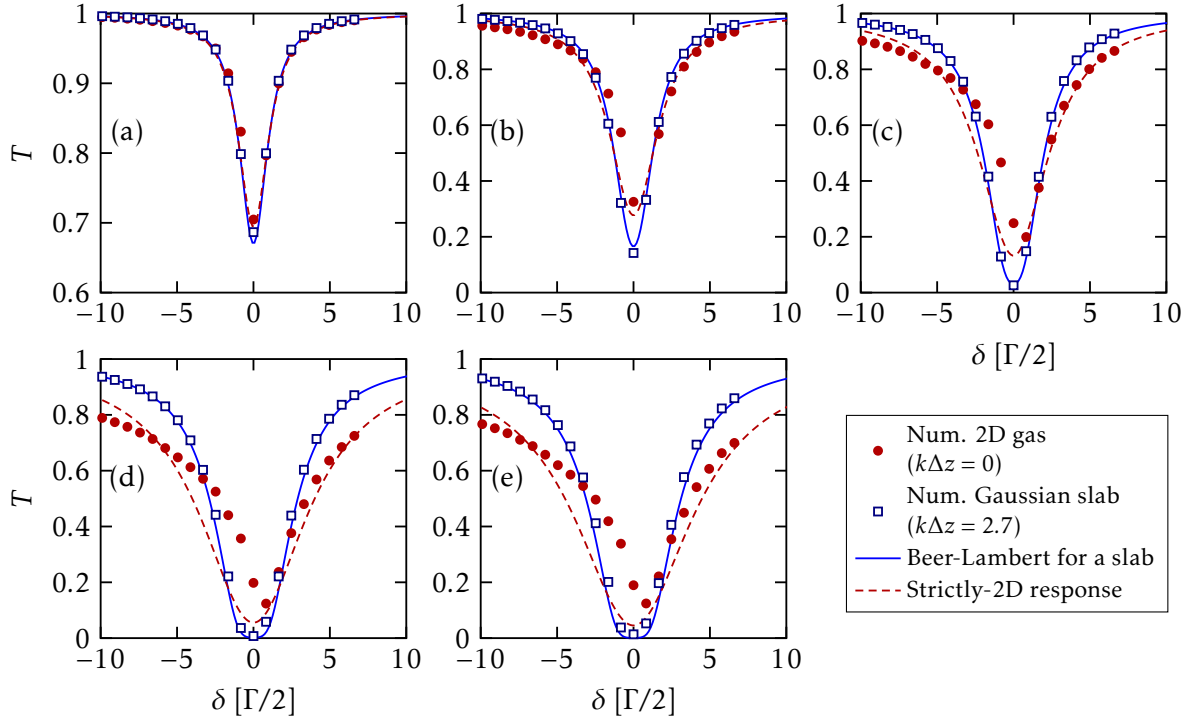 1
0.9
0.8
0.7
0.6
T
(a)
−10 −5 0 5 10
1
0.8
0.6
0.4
0.2
0
(b)
−10 −5 0 5 10
1
0.8
0.6
0.4
0.2
0
(c)
−10 −5 0 5 10
δ [Γ/2]
1
0.8
0.6
0.4
0.2
0
T
(d)
−10 −5 0 5 10
δ [Γ/2]
1
0.8
0.6
0.4
0.2
0
(e)
−10 −5 0 5 10
δ [Γ/2]
Num. 2D gas
(kΔz = 0)
Num. Gaussian slab
(kΔz = 2.7)
Beer-Lambert for a slab
Strictly-2D response